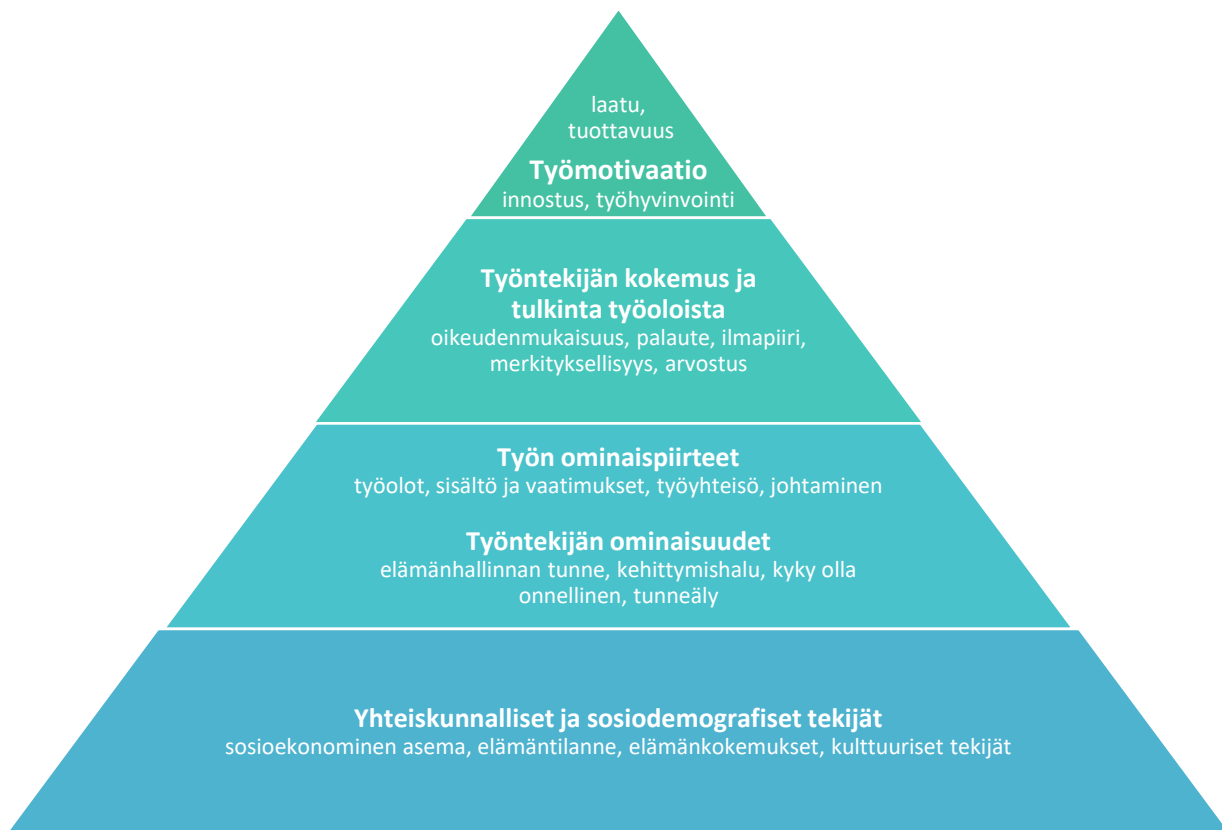 laatu,
tuottavuus
Työmotivaatio
innostus, työhyvinvointi
Työntekijän kokemus ja
tulkinta työoloista
oikeudenmukaisuus, palaute, ilmapiiri,
merkityksellisyys, arvostus
Työn ominaispiirteet
työolot, sisältö ja vaatimukset, työyhteisö, johtaminen
Työntekijän ominaisuudet
elämänhallinnan tunne, kehittymishalu, kyky olla
onnellinen, tunneäly
Yhteiskunnalliset ja sosiodemografiset tekijät
sosioekonominen asema, elämäntilanne, elämänkokemukset, kulttuuriset tekijät